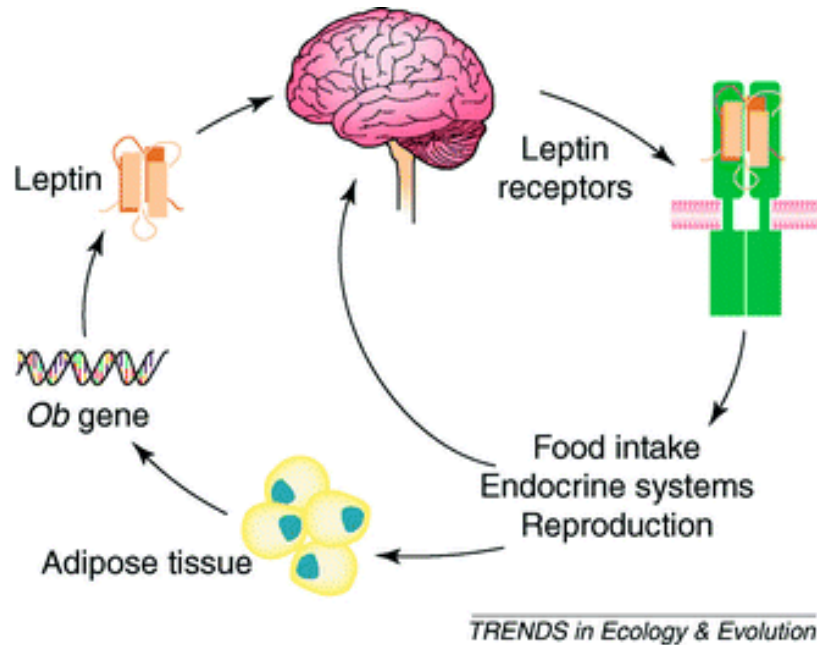 Leptin
Leptin
receptors
Ob gene
Food intake
Endocrine systems
Reproduction
Adipose tissue
TRENDS in Ecology & Evolution